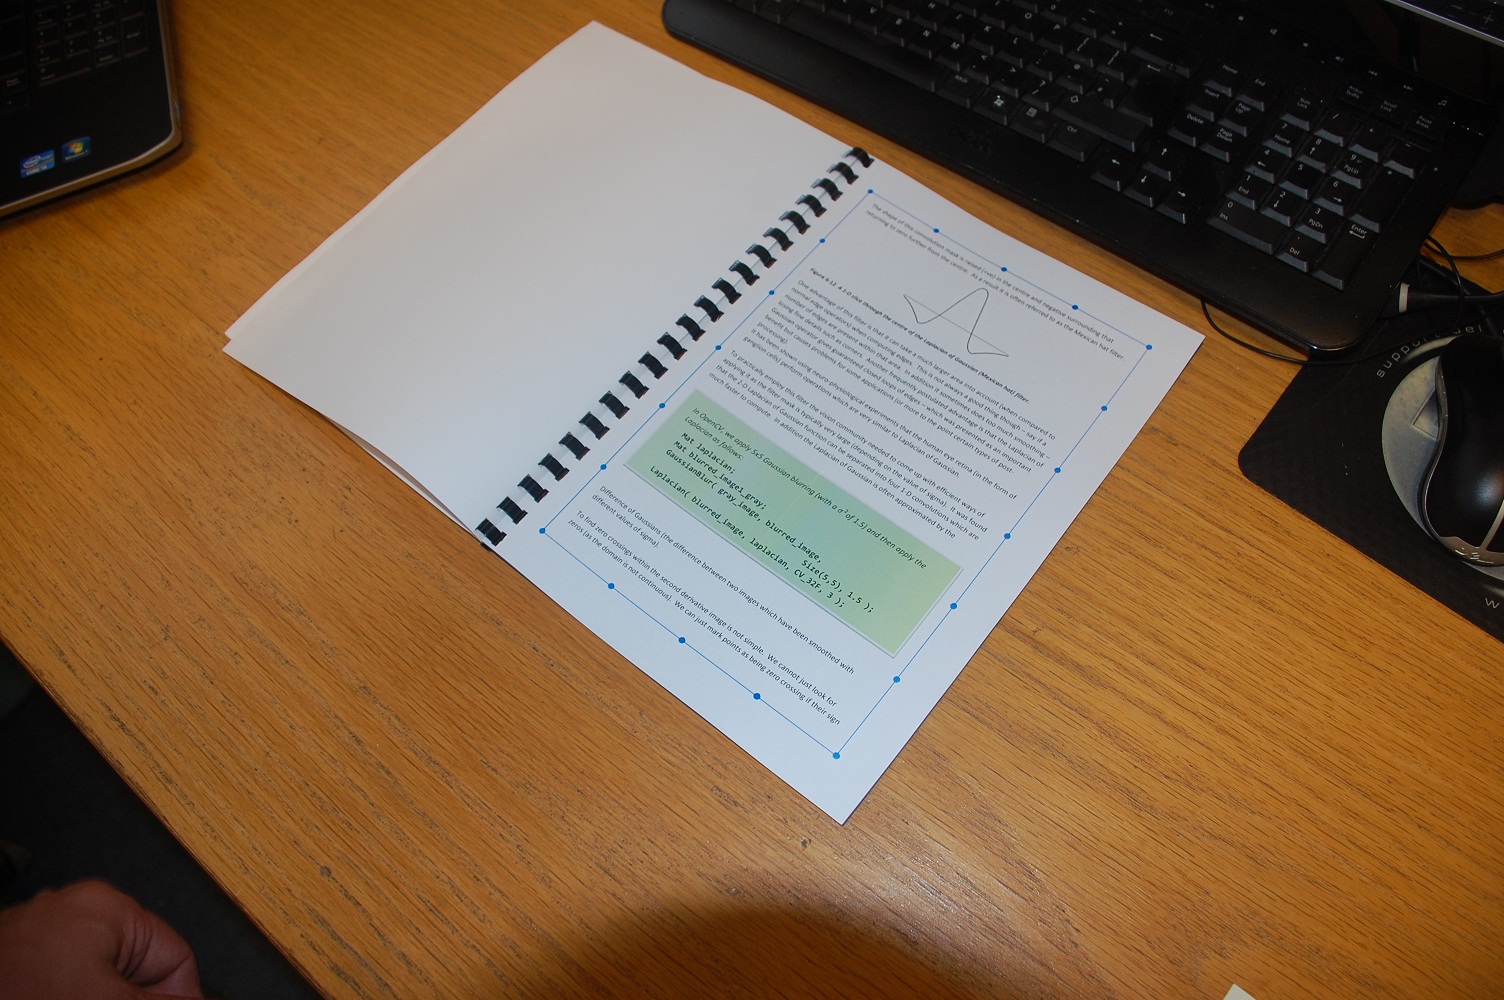 The shape of this convolution mask is raised (+ve) in the centre and negative surrounding that
returning to zero further from the centre. As a result it is often referred to as the Mexican hat filter.
Figure 6-12 A 2-D slice through the centre of the Laplacian of Gaussian (Mexican hat) filter.
One advantage of this filter is that it can take a much larger area into account (when compared to
normal edge operators) when computing edges. This is not always a good thing though – say if a
number of edges are present within that area. In addition it sometimes does too much smoothing –
losing fine details such as corners. Another frequently postulated advantage is that the Laplacian of
Gaussian operator gives guaranteed closed loops of edges – which was presented as an important
benefit but causes problems for some applications (or more to the point certain types of post-
processing).
It has been shown using neuro-physiological experiments that the human eye retina (in the form of
ganglion cells) perform operations which are very similar to Laplacian of Gaussian.
To practically employ this filter the vision community needed to come up with efficient ways of
applying it as the filter mask is typically very large (depending on the value of sigma). It was found
that the 2-D Laplacian of Gaussian function can be separated into four 1-D convolutions which are
much faster to compute. In addition the Laplacian of Gaussian is often approximated by the
In OpenCV, we apply 5x5 Gaussian blurring (with a σ² of 1.5) and then apply the
Laplacian as follows:
Mat laplacian;
Mat blurred_image1_gray;
GaussianBlur( gray_image, blurred_image,
Size(5,5), 1.5 );
Laplacian( blurred_image, laplacian, CV_32F, 3 );
Difference of Gaussians (the difference between two images which have been smoothed with
different values of sigma).
To find zero crossings within the second derivative image is not simple. We cannot just look for
zeros (as the domain is not continuous). We can just mark points as being zero crossing if their sign